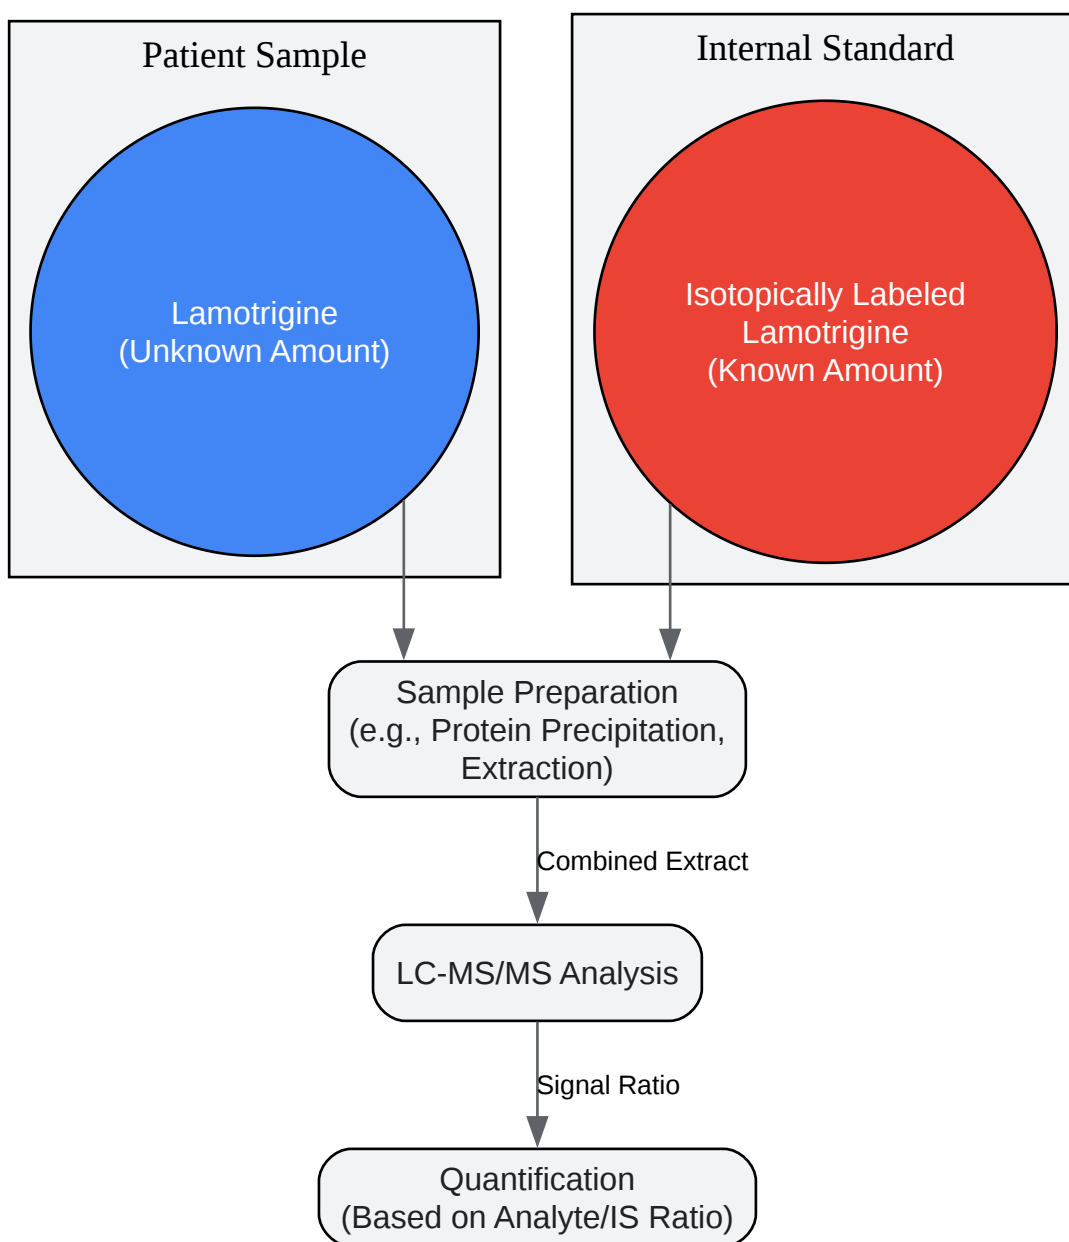 Patient Sample
Internal Standard
Lamotrigine
(Unknown Amount)
Isotopically Labeled
Lamotrigine
(Known Amount)
Sample Preparation
(e.g., Protein Precipitation,
Extraction)
Combined Extract
LC-MS/MS Analysis
Signal Ratio
Quantification
(Based on Analyte/IS Ratio)